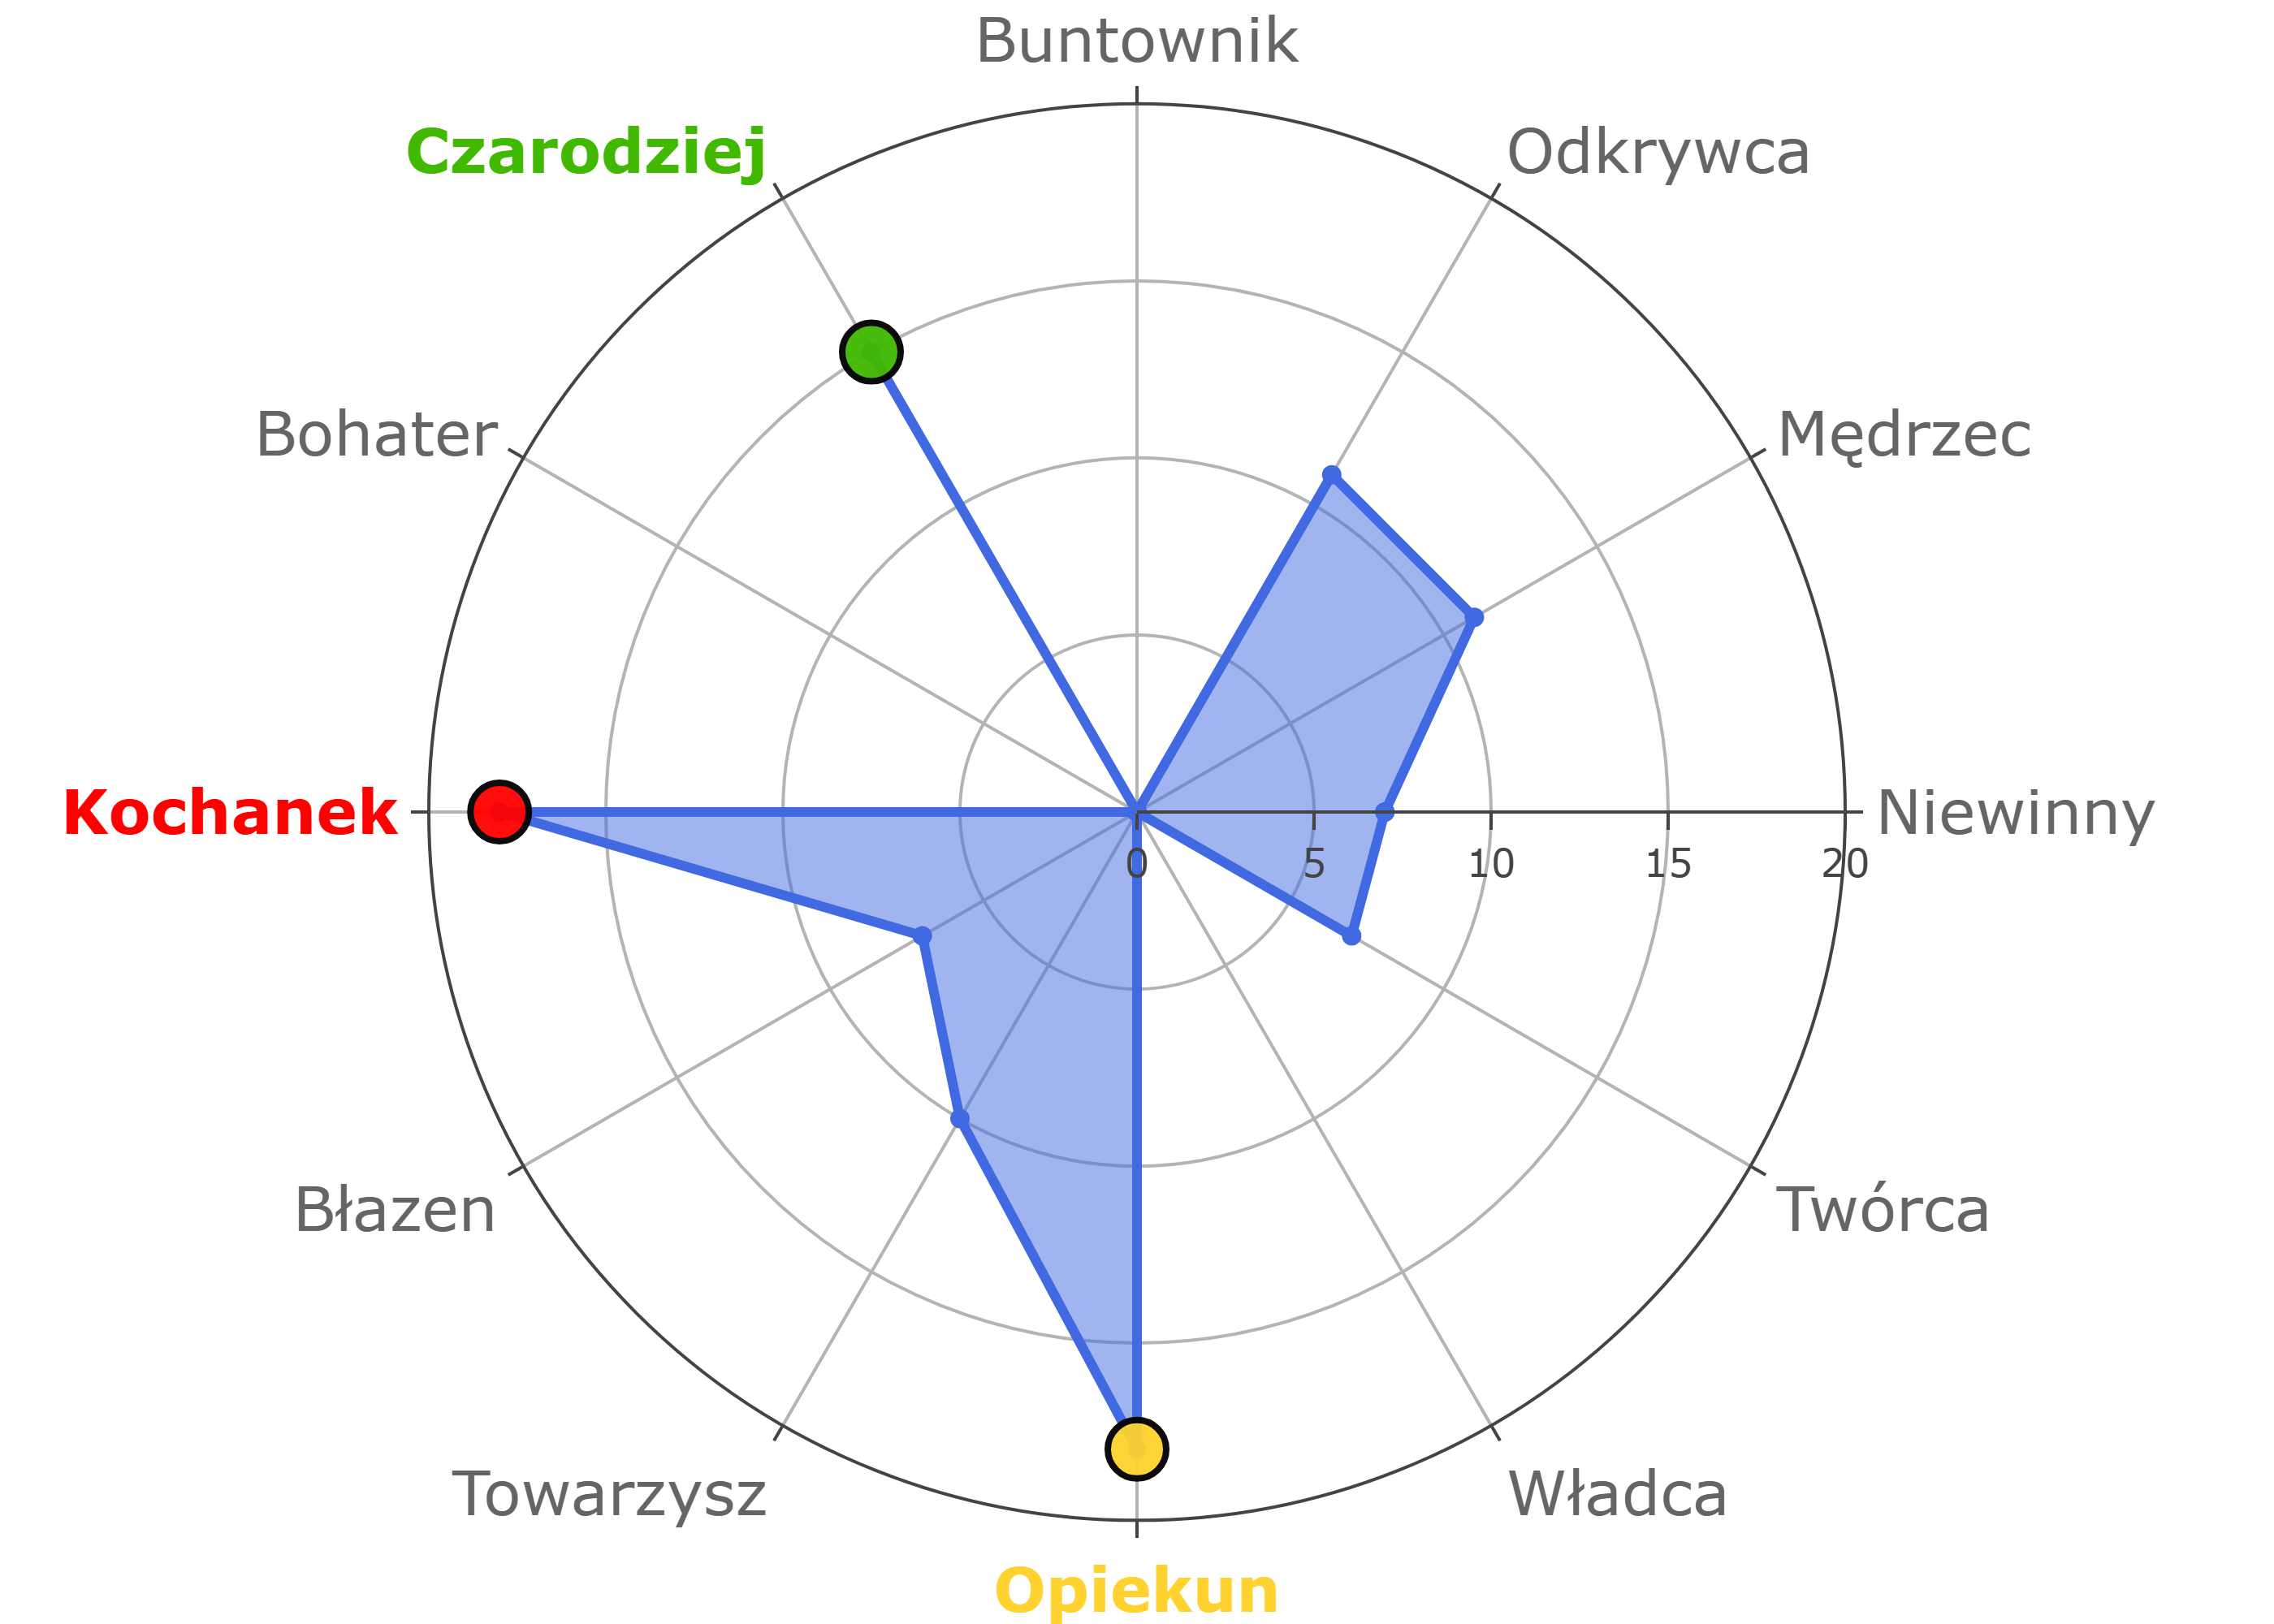 Buntownik
Czarodziej
Odkrywca
Bohater
Mędrzec
Kochanek
Niewinny
0 5 10 15 20
Błazen
Twórca
Towarzysz
Władca
Opiekun